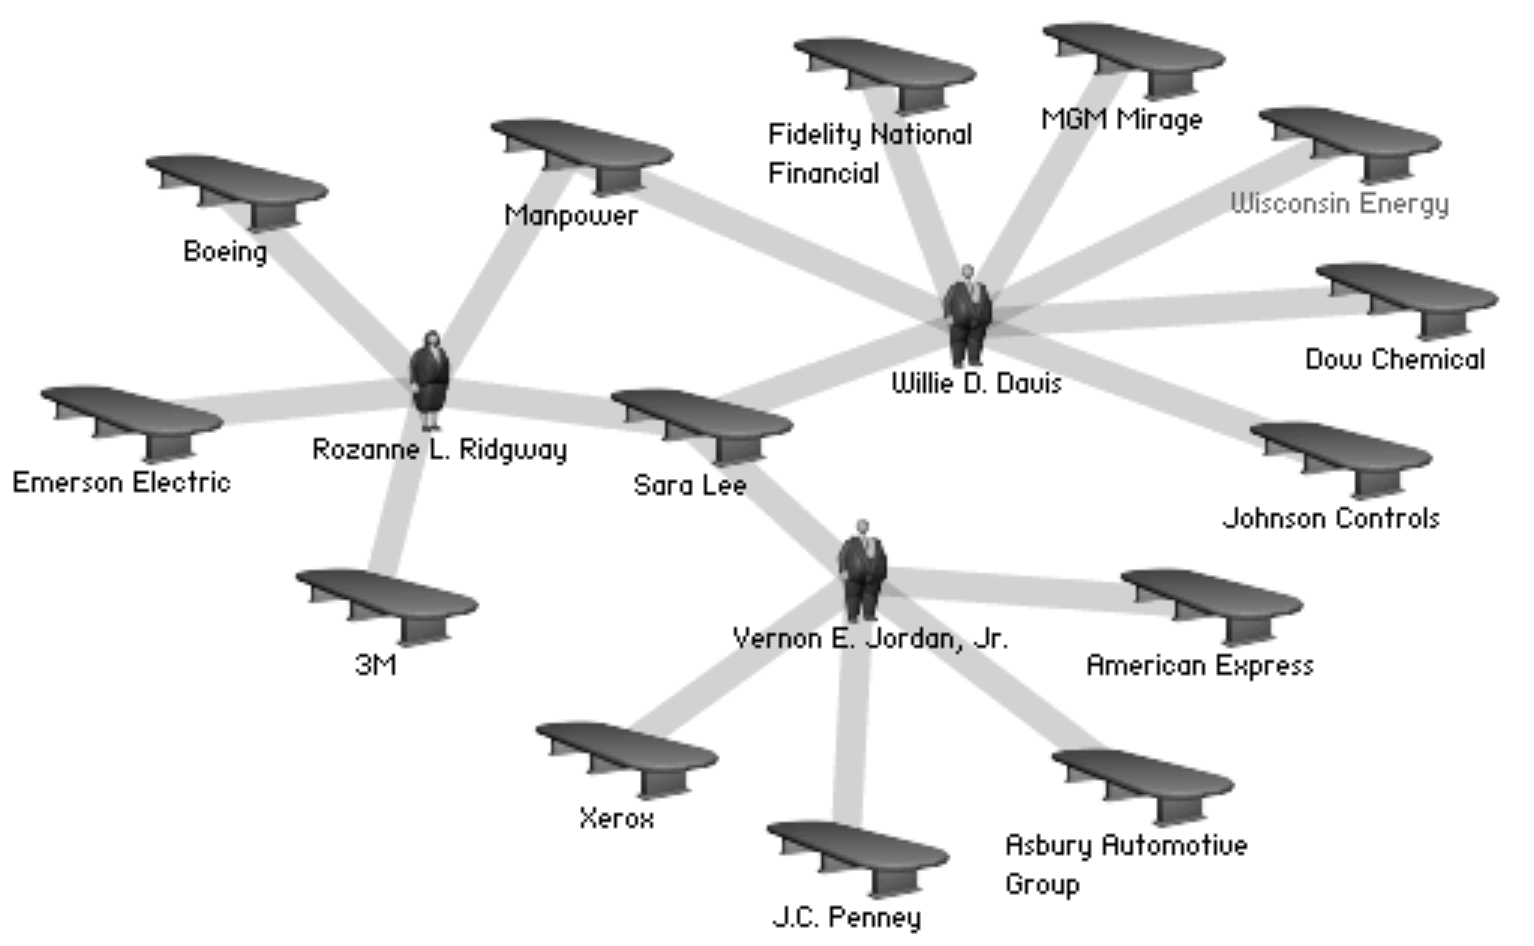 MGM Mirage
Fidelity National
Financial
Wisconsin Energy
Manpower
Boeing
Dow Chemical
Willie D. Davis
Rozanne L. Ridgway
Emerson Electric
Sara Lee
Johnson Controls
Vernon E. Jordan, Jr.
3M
American Express
Xerox
Asbury Automotive
Group
J.C. Penney